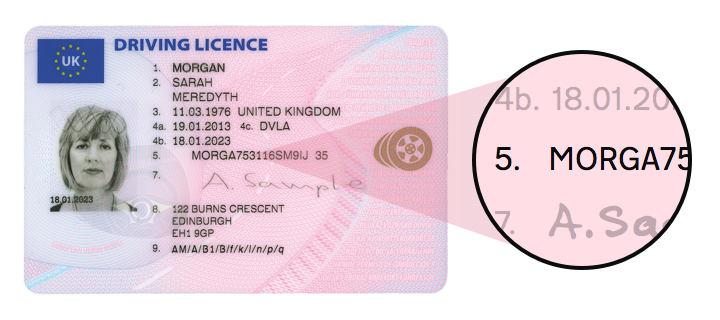 DRIVING LICENCE
UK
1. MORGAN
2. SARAH
MEREDYTH
3. 11.03.1976 UNITED KINGDOM
4a. 19.01.2013 4c. DVLA
4b. 18.01.2023
5. MORGA753116SM9IJ 35
7. A. Sample
18.01.2023
8. 122 BURNS CRESCENT
EDINBURGH
EH1 9GP
9. AM/A/B1/B/f/k/l/n/p/q
4b. 18.01.20
5. MORGA75
7. A.Sa